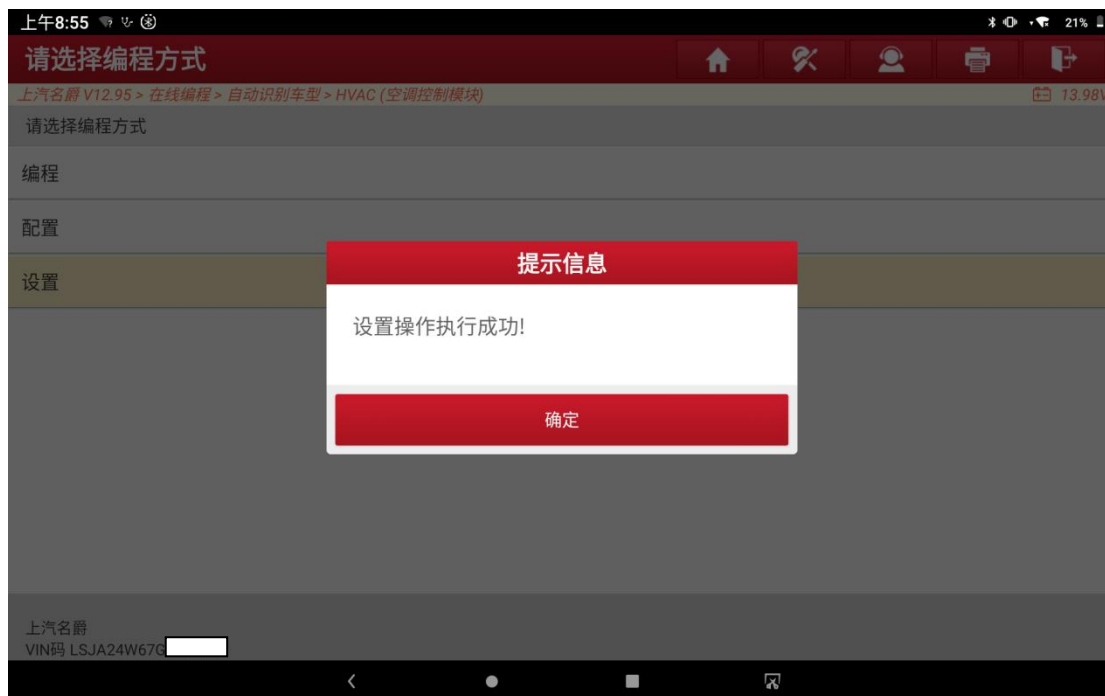 上午8:55
21%
请选择编程方式
上汽名爵 V12.95 > 在线编程 > 自动识别车型 > HVAC (空调控制模块)
13.98V
请选择编程方式
编程
配置
设置
提示信息
设置操作执行成功!
确定
上汽名爵
VIN码 LSJA24W67G